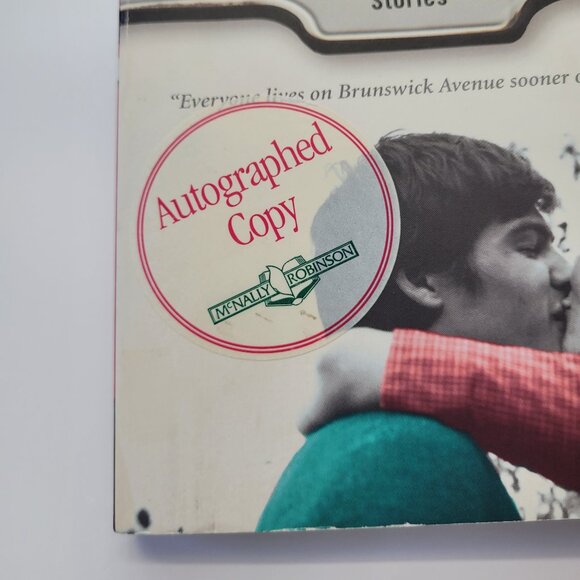 Stories
“Everyone lives on Brunswick Avenue sooner
Autographed
Copy
McNALLY ROBINSON